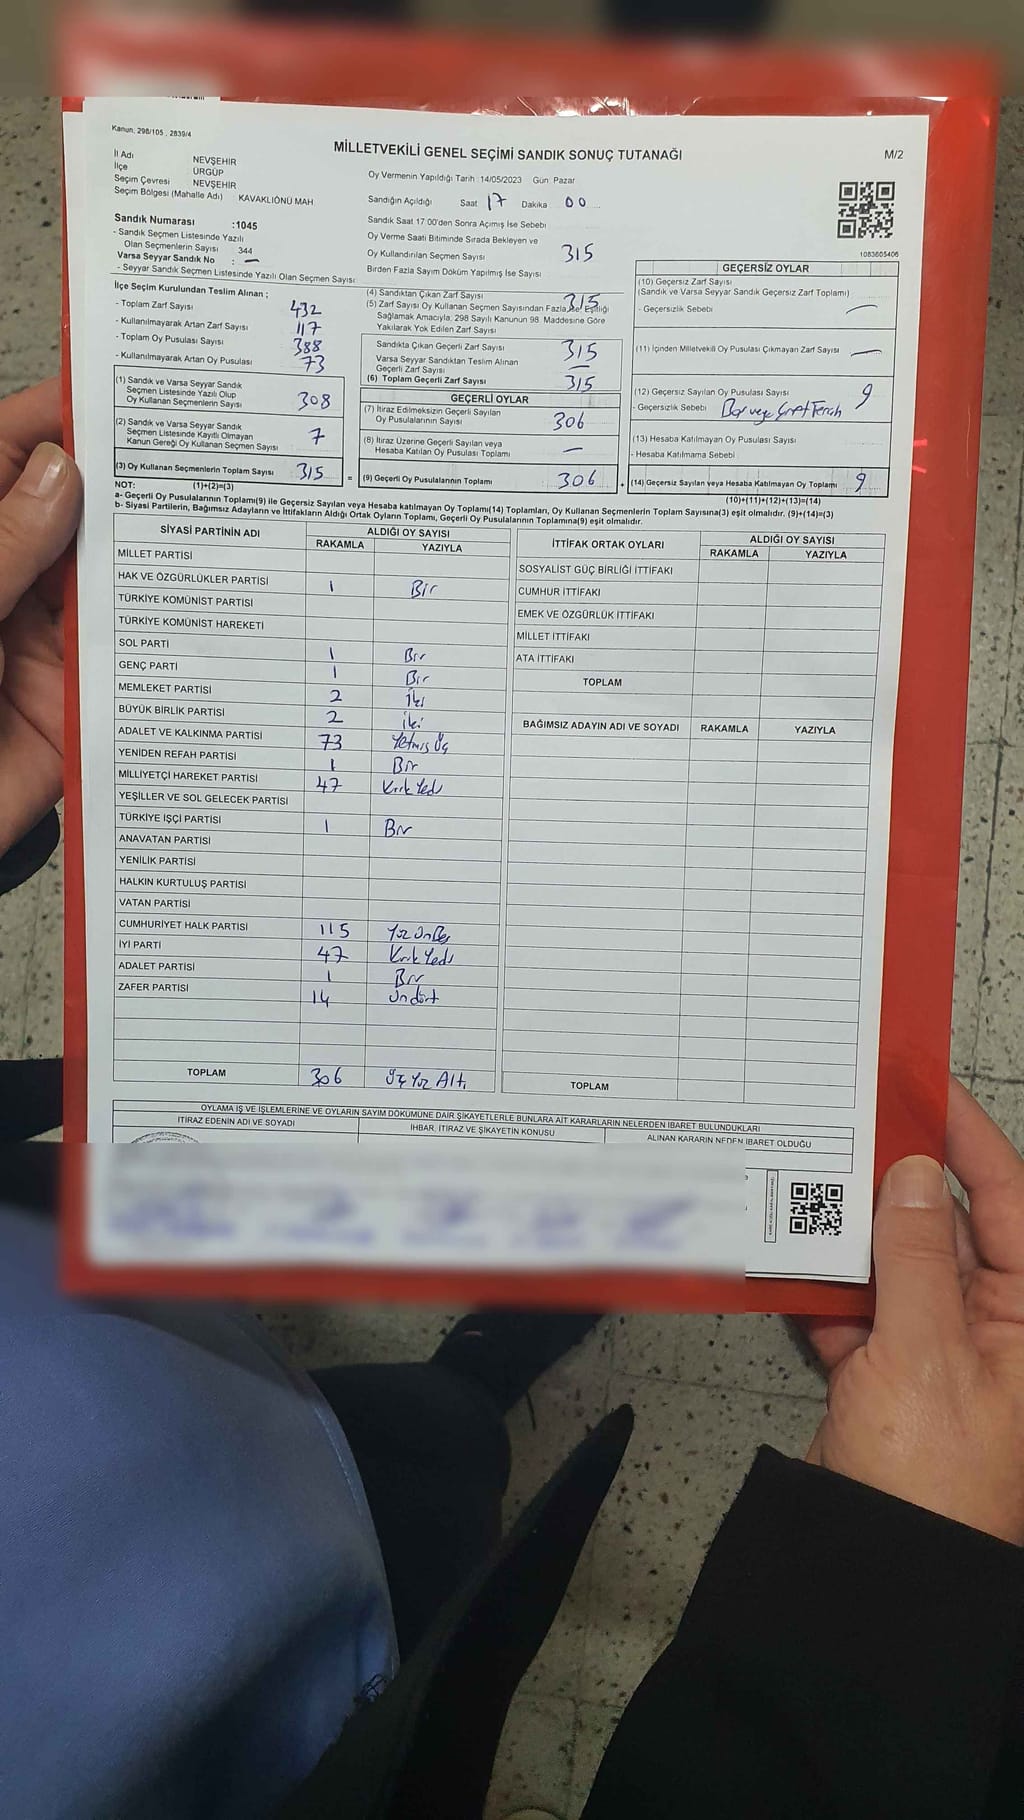 Kanun, 298/105 , 2839/4
MİLLETVEKİLİ GENEL SEÇİMİ SANDIK SONUÇ TUTANAĞI
M/2
İl Adı NEVŞEHİR
İlçe ÜRGÜP
Seçim Çevresi NEVŞEHİR
Seçim Bölgesi (Mahalle Adı) KAVAKLIÖNÜ MAH
Oy Vermenin Yapıldığı Tarih :14/05/2023 Gün: Pazar
Sandığın Açıldığı Saat 17 Dakika 00
Sandık Numarası :1045
- Sandık Seçmen Listesinde Yazılı
Olan Seçmenlerin Sayısı 344
Varsa Seyyar Sandık No : —
- Seyyar Sandık Seçmen Listesinde Yazılı Olan Seçmen Sayısı
Sandık Saat 17.00'den Sonra Açımış İse Sebebi
Oy Verme Saati Bitiminde Sırada Bekleyen ve
Oy Kullandırılan Seçmen Sayısı 315
Birden Fazla Sayım Döküm Yapılmış İse Sayısı
1083605406
İlçe Seçim Kurulundan Teslim Alınan ;
- Toplam Zarf Sayısı 432
- Kullanılmayarak Artan Zarf Sayısı 117
- Toplam Oy Pusulası Sayısı 388
- Kullanılmayarak Artan Oy Pusulası 73
(1) Sandık ve Varsa Seyyar Sandık
Seçmen Listesinde Yazılı Olup
Oy Kullanan Seçmenlerin Sayısı 308
(2) Sandık ve Varsa Seyyar Sandık
Seçmen Listesinde Kayıtlı Olmayan
Kanun Gereği Oy Kullanan Seçmen Sayısı 7
(3) Oy Kullanan Seçmenlerin Toplam Sayısı 315
(4) Sandıktan Çıkan Zarf Sayısı 315
(5) Zarf Sayısı Oy Kullanan Seçmen Sayısından Fazla İse Eşitliği
Sağlamak Amacıyla; 298 Sayılı Kanunun 98. Maddesine Göre
Yakılarak Yok Edilen Zarf Sayısı
Sandıkta Çıkan Geçerli Zarf Sayısı 315
Varsa Seyyar Sandıktan Teslim Alınan
Geçerli Zarf Sayısı —
(6) Toplam Geçerli Zarf Sayısı 315
GEÇERLİ OYLAR
(7) İtiraz Edilmeksizin Geçerli Sayılan
Oy Pusulalarının Sayısı 306
(8) İtiraz Üzerine Geçerli Sayılan veya
Hesaba Katılan Oy Pusulası Toplamı —
= (9) Geçerli Oy Pusulalarının Toplamı 306
GEÇERSİZ OYLAR
(10) Geçersiz Zarf Sayısı
(Sandık ve Varsa Seyyar Sandık Geçersiz Zarf Toplamı)
- Geçersizlik Sebebi —
(11) İçinden Milletvekili Oy Pusulası Çıkmayan Zarf Sayısı —
(12) Geçersiz Sayılan Oy Pusulası Sayısı 9
- Geçersizlik Sebebi
(13) Hesaba Katılmayan Oy Pusulası Sayısı
- Hesaba Katılmama Sebebi
(14) Geçersiz Sayılan veya Hesaba Katılmayan Oy Toplamı 9
NOT: (1)+(2)=(3)
(10)+(11)+(12)+(13)=(14)
a- Geçerli Oy Pusulalarının Toplamı(9) ile Geçersiz Sayılan veya Hesaba katılmayan Oy Toplamı(14) Toplamları, Oy Kullanan Seçmenlerin Toplam Sayısına(3) eşit olmalıdır. (9)+(14)=(3)
b- Siyasi Partilerin, Bağımsız Adayların ve İttifakların Aldığı Ortak Oyların Toplamı, Geçerli Oy Pusulalarının Toplamına(9) eşit olmalıdır.
SİYASİ PARTİNİN ADI ALDIĞI OY SAYISI
RAKAMLA YAZIYLA
MİLLET PARTİSİ
HAK VE ÖZGÜRLÜKLER PARTİSİ 1 Bir
TÜRKİYE KOMÜNİST PARTİSİ
TÜRKİYE KOMÜNİST HAREKETİ
SOL PARTİ 1 Bir
GENÇ PARTİ 1 Bir
MEMLEKET PARTİSİ 2 İki
BÜYÜK BİRLİK PARTİSİ 2 iki
ADALET VE KALKINMA PARTİSİ 73 Yetmiş Üç
YENİDEN REFAH PARTİSİ 1 Bir
MİLLİYETÇİ HAREKET PARTİSİ 47 Kırk Yedi
YEŞİLLER VE SOL GELECEK PARTİSİ
TÜRKİYE İŞÇİ PARTİSİ 1 Bir
ANAVATAN PARTİSİ
YENİLİK PARTİSİ
HALKIN KURTULUŞ PARTİSİ
VATAN PARTİSİ
CUMHURİYET HALK PARTİSİ 115 Yüz On Beş
İYİ PARTİ 47 Kırk Yedi
ADALET PARTİSİ 1 Bir
ZAFER PARTİSİ 14 Ondört
TOPLAM 306 Üç Yüz Altı
İTTİFAK ORTAK OYLARI ALDIĞI OY SAYISI
RAKAMLA YAZIYLA
SOSYALİST GÜÇ BİRLİĞİ İTTİFAKI
CUMHUR İTTİFAKI
EMEK VE ÖZGÜRLÜK İTTİFAKI
MİLLET İTTİFAKI
ATA İTTİFAKI
TOPLAM
BAĞIMSIZ ADAYIN ADI VE SOYADI RAKAMLA YAZIYLA
TOPLAM
OYLAMA İŞ VE İŞLEMLERİNE VE OYLARIN SAYIM DÖKÜMÜNE DAİR ŞİKAYETLERLE BUNLARA AİT KARARLARIN NELERDEN İBARET BULUNDUKLARI
İTİRAZ EDENİN ADI VE SOYADI İHBAR, İTİRAZ VE ŞİKAYETİN KONUSU ALINAN KARARIN NEDEN İBARET OLDUĞU